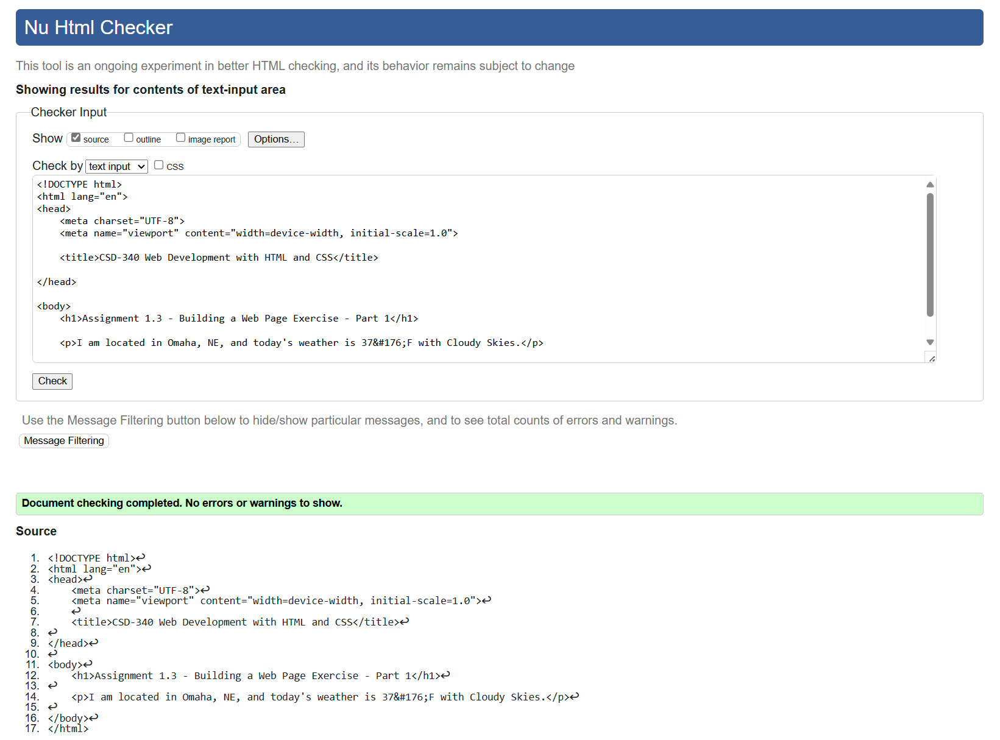 Nu Html Checker
This tool is an ongoing experiment in better HTML checking, and its behavior remains subject to change
Showing results for contents of text-input area
Checker Input
Show source outline image report Options...
Check by text input CSS
<!DOCTYPE html>
<html lang="en">
<head>
    <meta charset="UTF-8">
    <meta name="viewport" content="width=device-width, initial-scale=1.0">
    <title>CSD-340 Web Development with HTML and CSS</title>
</head>
<body>
    <h1>Assignment 1.3 - Building a Web Page Exercise - Part 1</h1>
    <p>I am located in Omaha, NE, and today's weather is 37&#176;F with Cloudy Skies.</p>
Check
Use the Message Filtering button below to hide/show particular messages, and to see total counts of errors and warnings.
Message Filtering
Document checking completed. No errors or warnings to show.
Source
1. <!DOCTYPE html>↩
2. <html lang="en">↩
3. <head>↩
4.     <meta charset="UTF-8">↩
5.     <meta name="viewport" content="width=device-width, initial-scale=1.0">↩
6.     ↩
7.     <title>CSD-340 Web Development with HTML and CSS</title>↩
8. ↩
9. </head>↩
10. ↩
11. <body>↩
12.     <h1>Assignment 1.3 - Building a Web Page Exercise - Part 1</h1>↩
13. ↩
14.     <p>I am located in Omaha, NE, and today's weather is 37&#176;F with Cloudy Skies.</p>↩
15. ↩
16. </body>↩
17. </html>